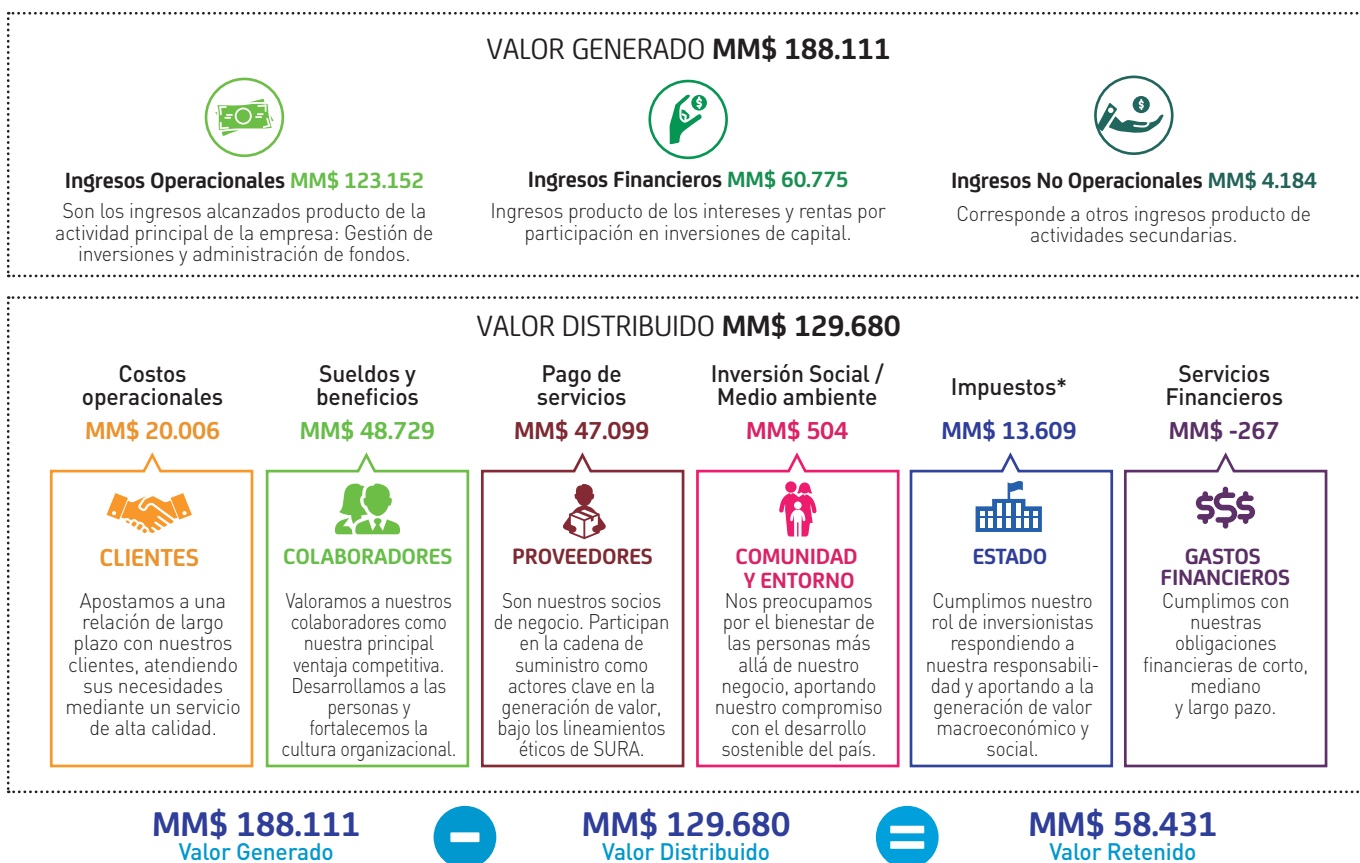 VALOR GENERADO MM$ 188.111
Ingresos Operacionales MM$ 123.152
Son los ingresos alcanzados producto de la
actividad principal de la empresa: Gestión de
inversiones y administración de fondos.
Ingresos Financieros MM$ 60.775
Ingresos producto de los intereses y rentas por
participación en inversiones de capital.
Ingresos No Operacionales MM$ 4.184
Corresponde a otros ingresos producto de
actividades secundarias.
VALOR DISTRIBUIDO MM$ 129.680
Costos
operacionales
MM$ 20.006
CLIENTES
Apostamos a una
relación de largo
plazo con nuestros
clientes, atendiendo
sus necesidades
mediante un servicio
de alta calidad.
Sueldos y
beneficios
MM$ 48.729
COLABORADORES
Valoramos a nuestros
colaboradores como
nuestra principal
ventaja competitiva.
Desarrollamos a las
personas y
fortalecemos la
cultura organizacional.
Pago de
servicios
MM$ 47.099
PROVEEDORES
Son nuestros socios
de negocio. Participan
en la cadena de
suministro como
actores clave en la
generación de valor,
bajo los lineamientos
éticos de SURA.
Inversión Social /
Medio ambiente
MM$ 504
COMUNIDAD
Y ENTORNO
Nos preocupamos
por el bienestar de
las personas más
allá de nuestro
negocio, aportando
nuestro compromiso
con el desarrollo
sostenible del país.
Impuestos*
MM$ 13.609
ESTADO
Cumplimos nuestro
rol de inversionistas
respondiendo a
nuestra responsabili-
dad y aportando a la
generación de valor
macroeconómico y
social.
Servicios
Financieros
MM$ -267
$$$
GASTOS
FINANCIEROS
Cumplimos con
nuestras
obligaciones
financieras de corto,
mediano
y largo pazo.
MM$ 188.111
Valor Generado
-
MM$ 129.680
Valor Distribuido
=
MM$ 58.431
Valor Retenido